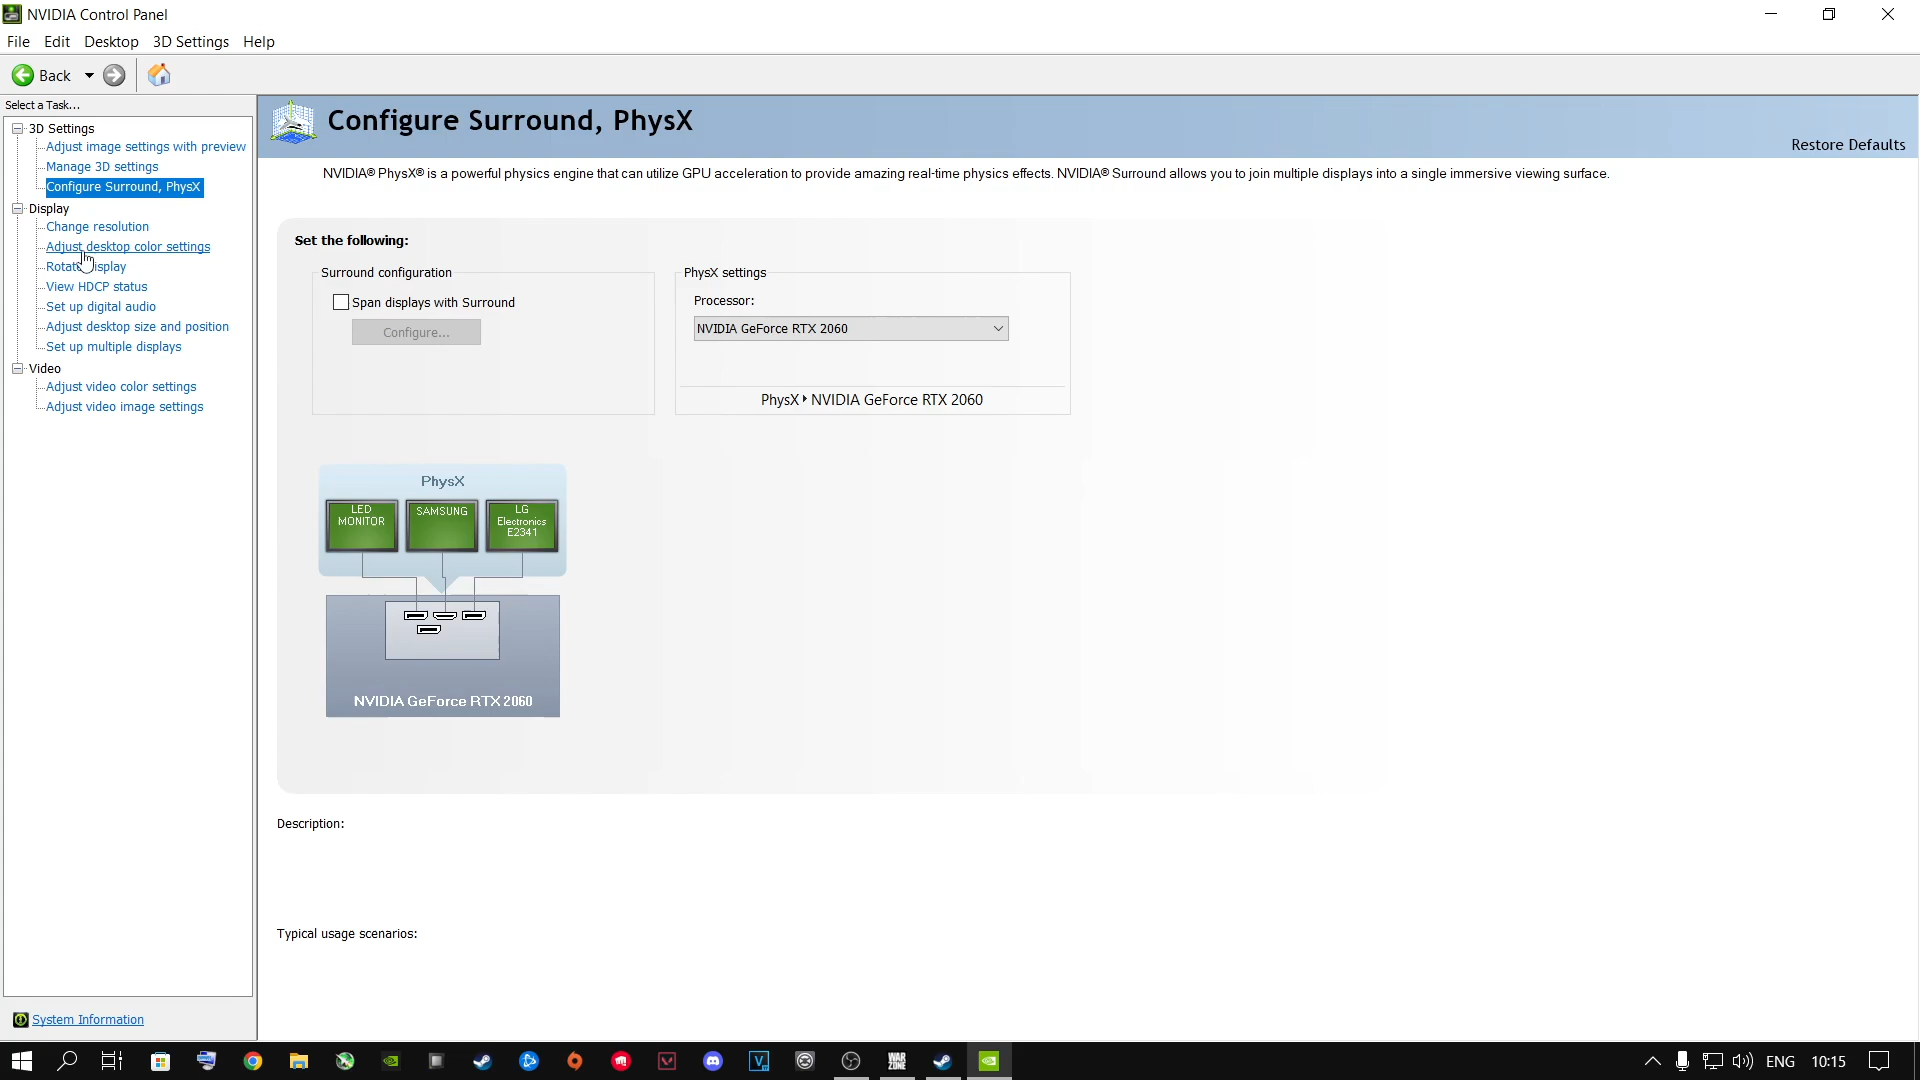 NVIDIA Control Panel
File Edit Desktop 3D Settings Help
Back
Select a Task...
3D Settings
Adjust image settings with preview
Manage 3D settings
Configure Surround, PhysX
Display
Change resolution
Adjust desktop color settings
Rotate display
View HDCP status
Set up digital audio
Adjust desktop size and position
Set up multiple displays
Video
Adjust video color settings
Adjust video image settings
System Information
Configure Surround, PhysX
Restore Defaults
NVIDIA® PhysX® is a powerful physics engine that can utilize GPU acceleration to provide amazing real-time physics effects. NVIDIA® Surround allows you to join multiple displays into a single immersive viewing surface.
Set the following:
Surround configuration
Span displays with Surround
Configure...
PhysX settings
Processor:
NVIDIA GeForce RTX 2060
PhysX NVIDIA GeForce RTX 2060
PhysX
LED
MONITOR
SAMSUNG
LG
Electronics
E2341
NVIDIA GeForce RTX 2060
Description:
Typical usage scenarios:
WAR
ZONE
ENG 10:15